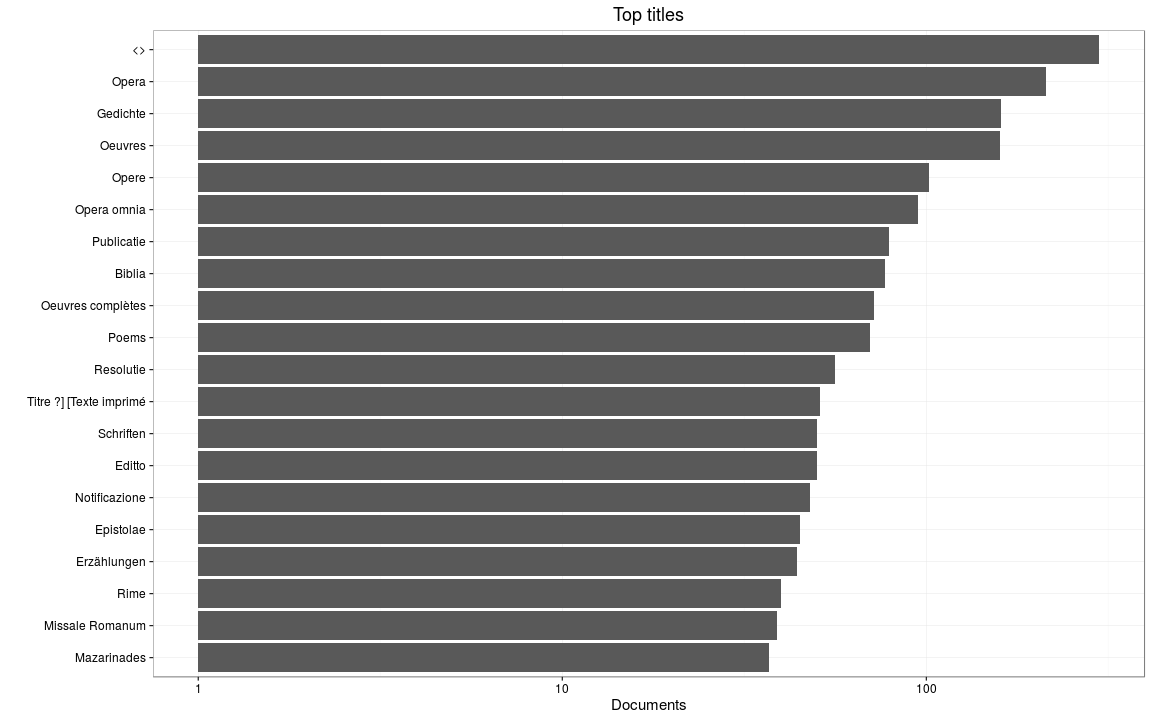 Top titles
<>
Opera
Gedichte
Oeuvres
Opere
Opera omnia
Publicatie
Biblia
Oeuvres complètes
Poems
Resolutie
Titre ?] [Texte imprimé
Schriften
Editto
Notificazione
Epistolae
Erzählungen
Rime
Missale Romanum
Mazarinades
1 10 100
Documents